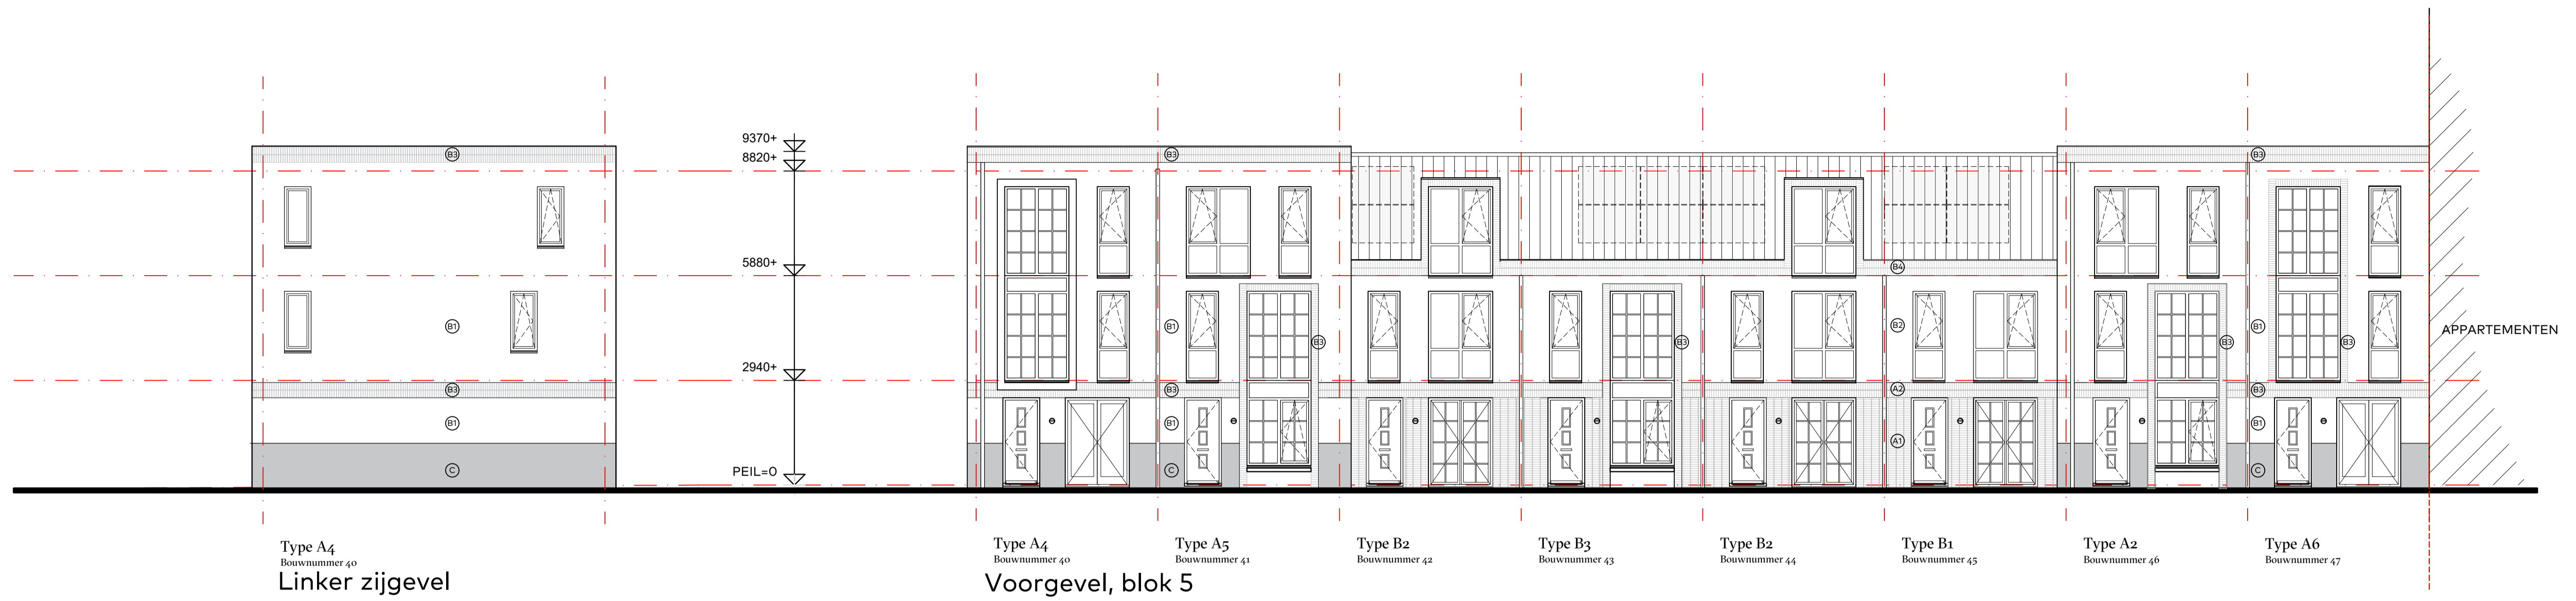 9370+
8820+
5880+
2940+
PEIL=0
B3
B1
B3
B1
C
B3
B1
B3
B3
B1
C
B3
B4
B2
A2
A1
B3
B3
B1
B3
B3
B1
C
APPARTEMENTEN
Type A4
Bouwnummer 40
Linker zijgevel
Type A4
Bouwnummer 40
Type A5
Bouwnummer 41
Type B2
Bouwnummer 42
Type B3
Bouwnummer 43
Type B2
Bouwnummer 44
Type B1
Bouwnummer 45
Type A2
Bouwnummer 46
Type A6
Bouwnummer 47
Voorgevel, blok 5